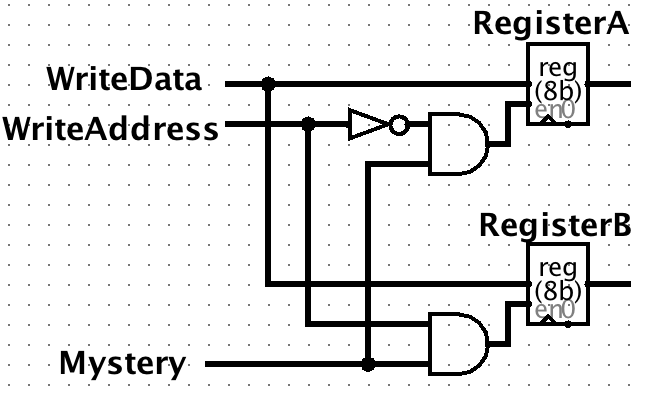 RegisterA
WriteData
reg
(8b)
en0
WriteAddress
RegisterB
reg
(8b)
en0
Mystery